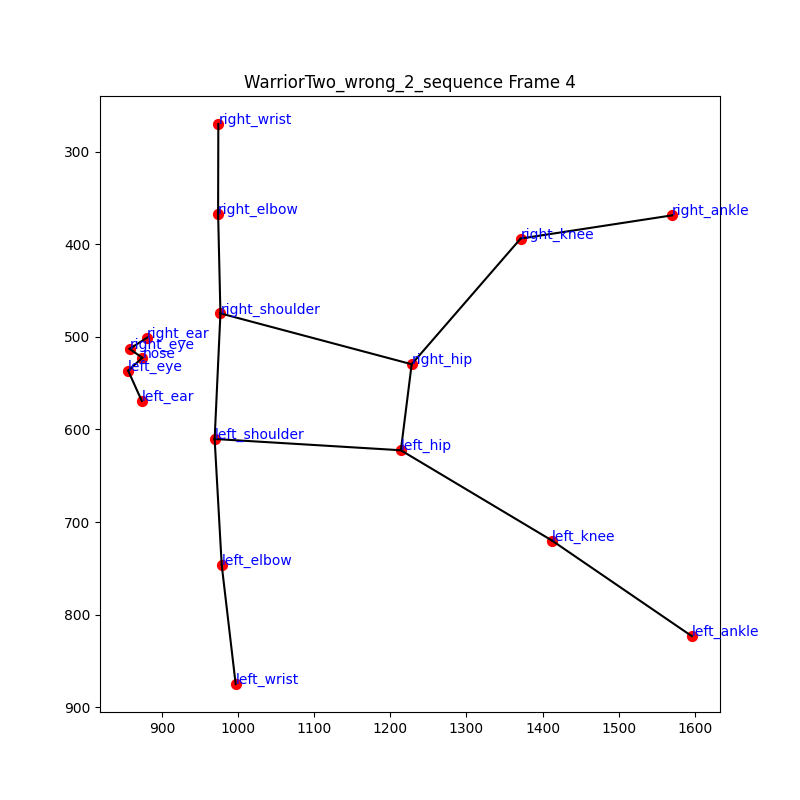 WarriorTwo_wrong_2_sequence Frame 4
right_wrist
right_elbow
right_ankle
right_knee
right_shoulder
right_ear
right_eye
nose
right_hip
left_eye
left_ear
left_shoulder
left_hip
left_knee
left_elbow
left_ankle
left_wrist
300
400
500
600
700
800
900
900 1000 1100 1200 1300 1400 1500 1600